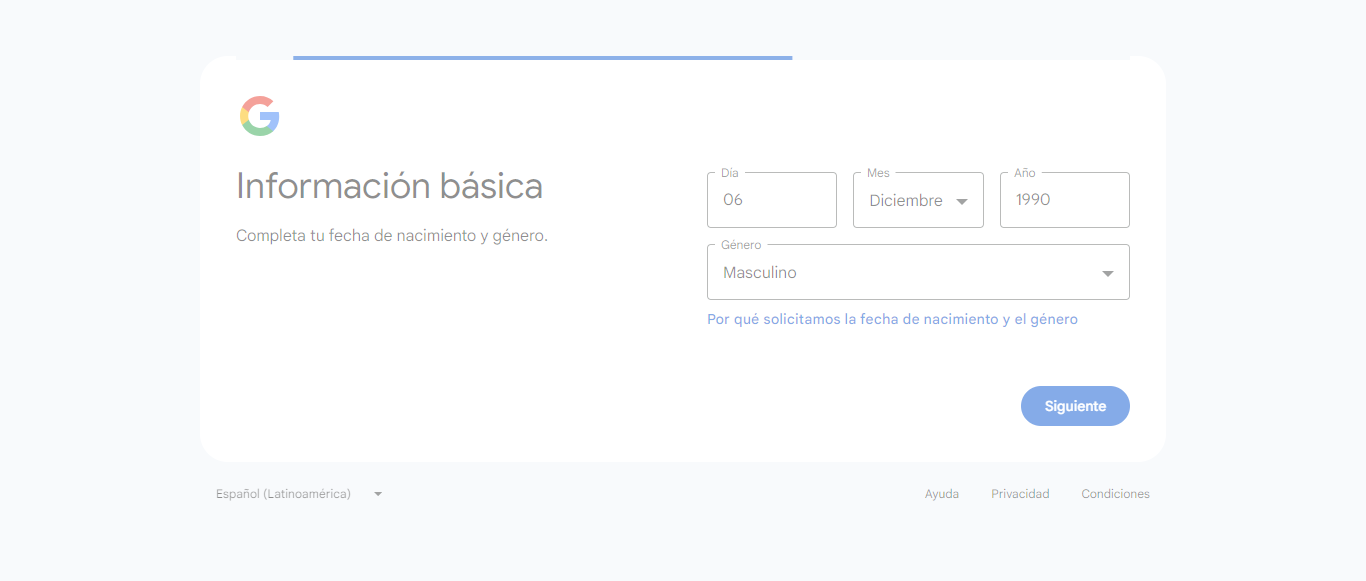 Información básica
Completa tu fecha de nacimiento y género.
Día
06
Mes
Diciembre
Año
1990
Género
Masculino
Por qué solicitamos la fecha de nacimiento y el género
Siguiente
Español (Latinoamérica)
Ayuda
Privacidad
Condiciones